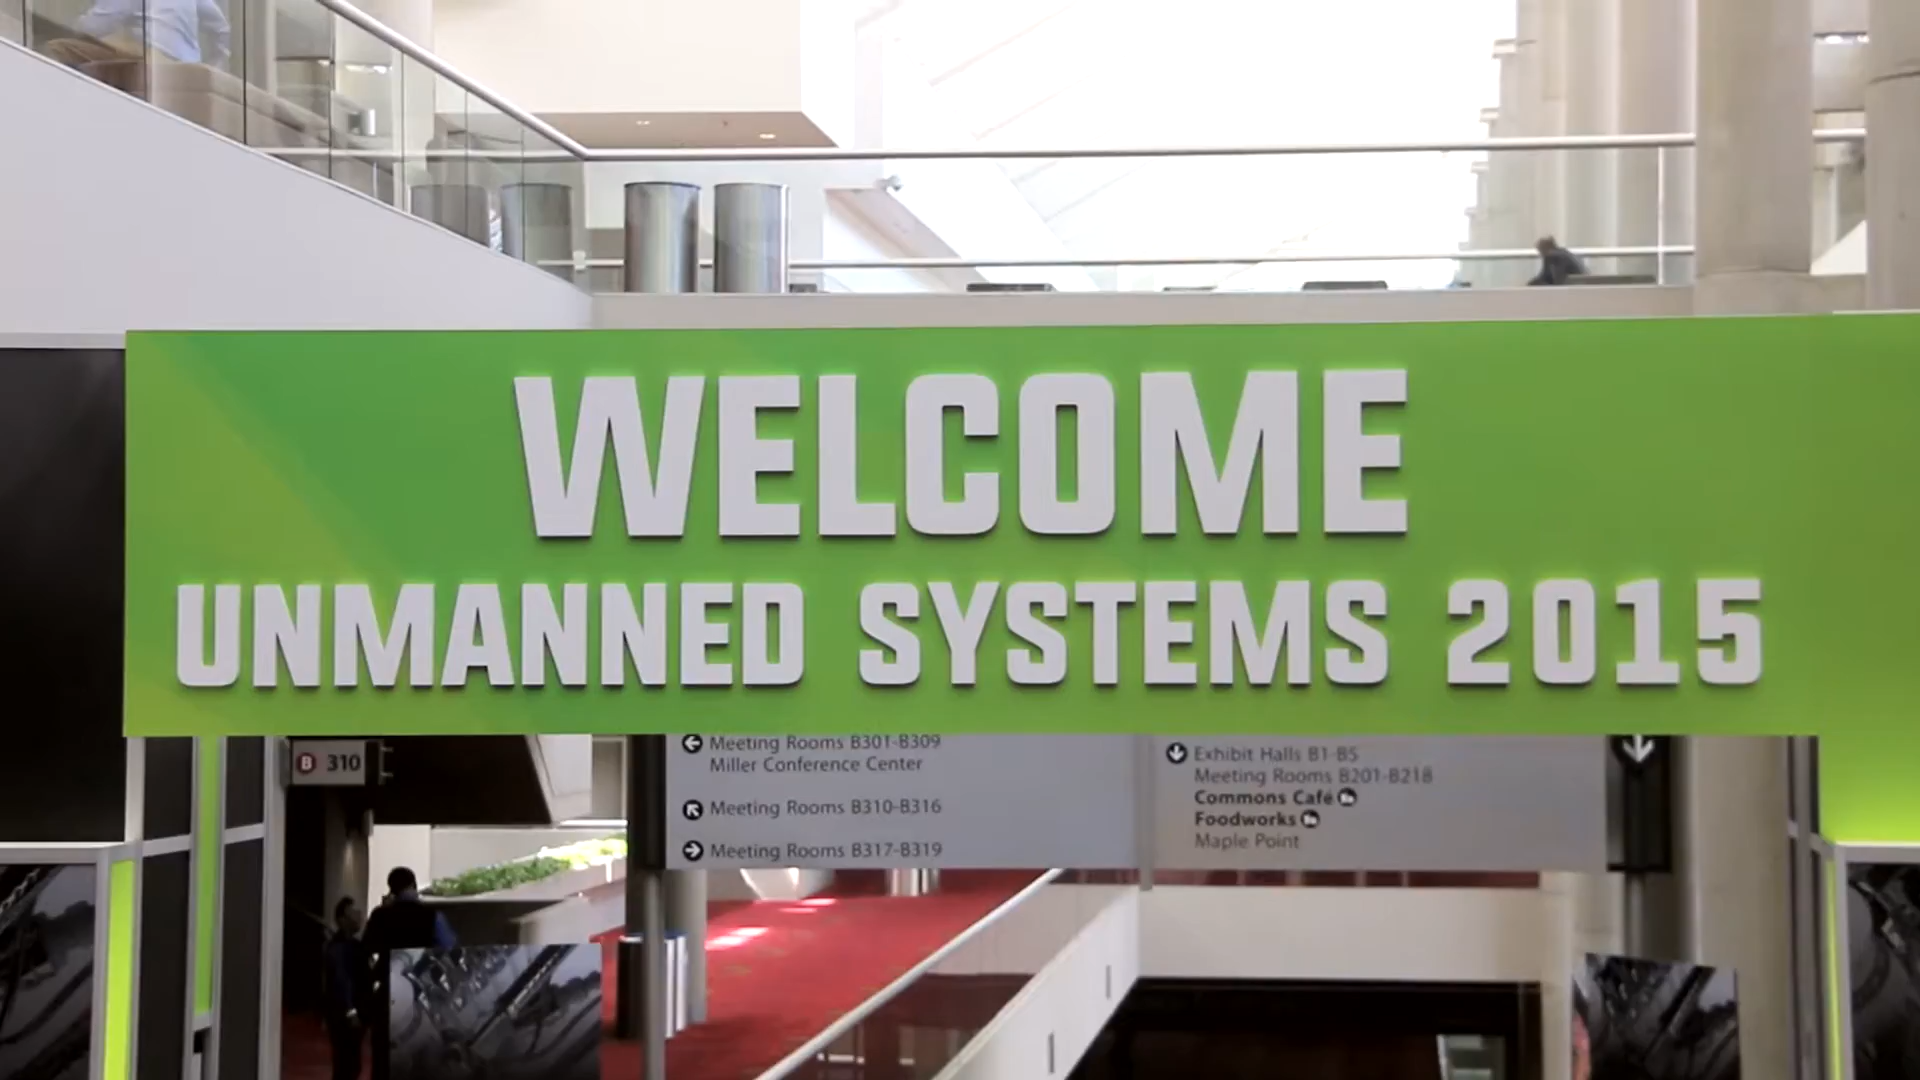 WELCOME
UNMANNED SYSTEMS 2015
B 310
Meeting Rooms B301-B309
Miller Conference Center
Meeting Rooms B310-B316
Meeting Rooms B317-B319
Exhibit Halls B1-B5
Meeting Rooms B201-B218
Commons Café
Foodworks
Maple Point